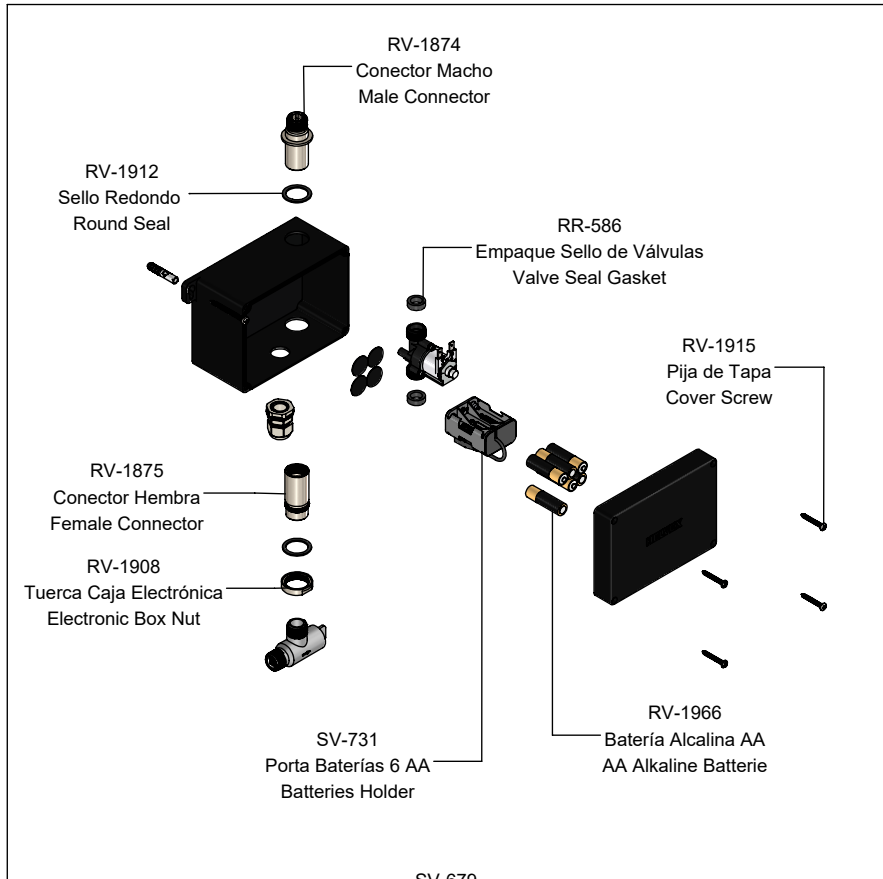 RV-1874
Conector Macho
Male Connector
RV-1912
Sello Redondo
Round Seal
RR-586
Empaque Sello de Válvulas
Valve Seal Gasket
RV-1915
Pija de Tapa
Cover Screw
RV-1875
Conector Hembra
Female Connector
RV-1908
Tuerca Caja Electrónica
Electronic Box Nut
SV-731
Porta Baterías 6 AA
Batteries Holder
RV-1966
Batería Alcalina AA
AA Alkaline Batterie
SV-679